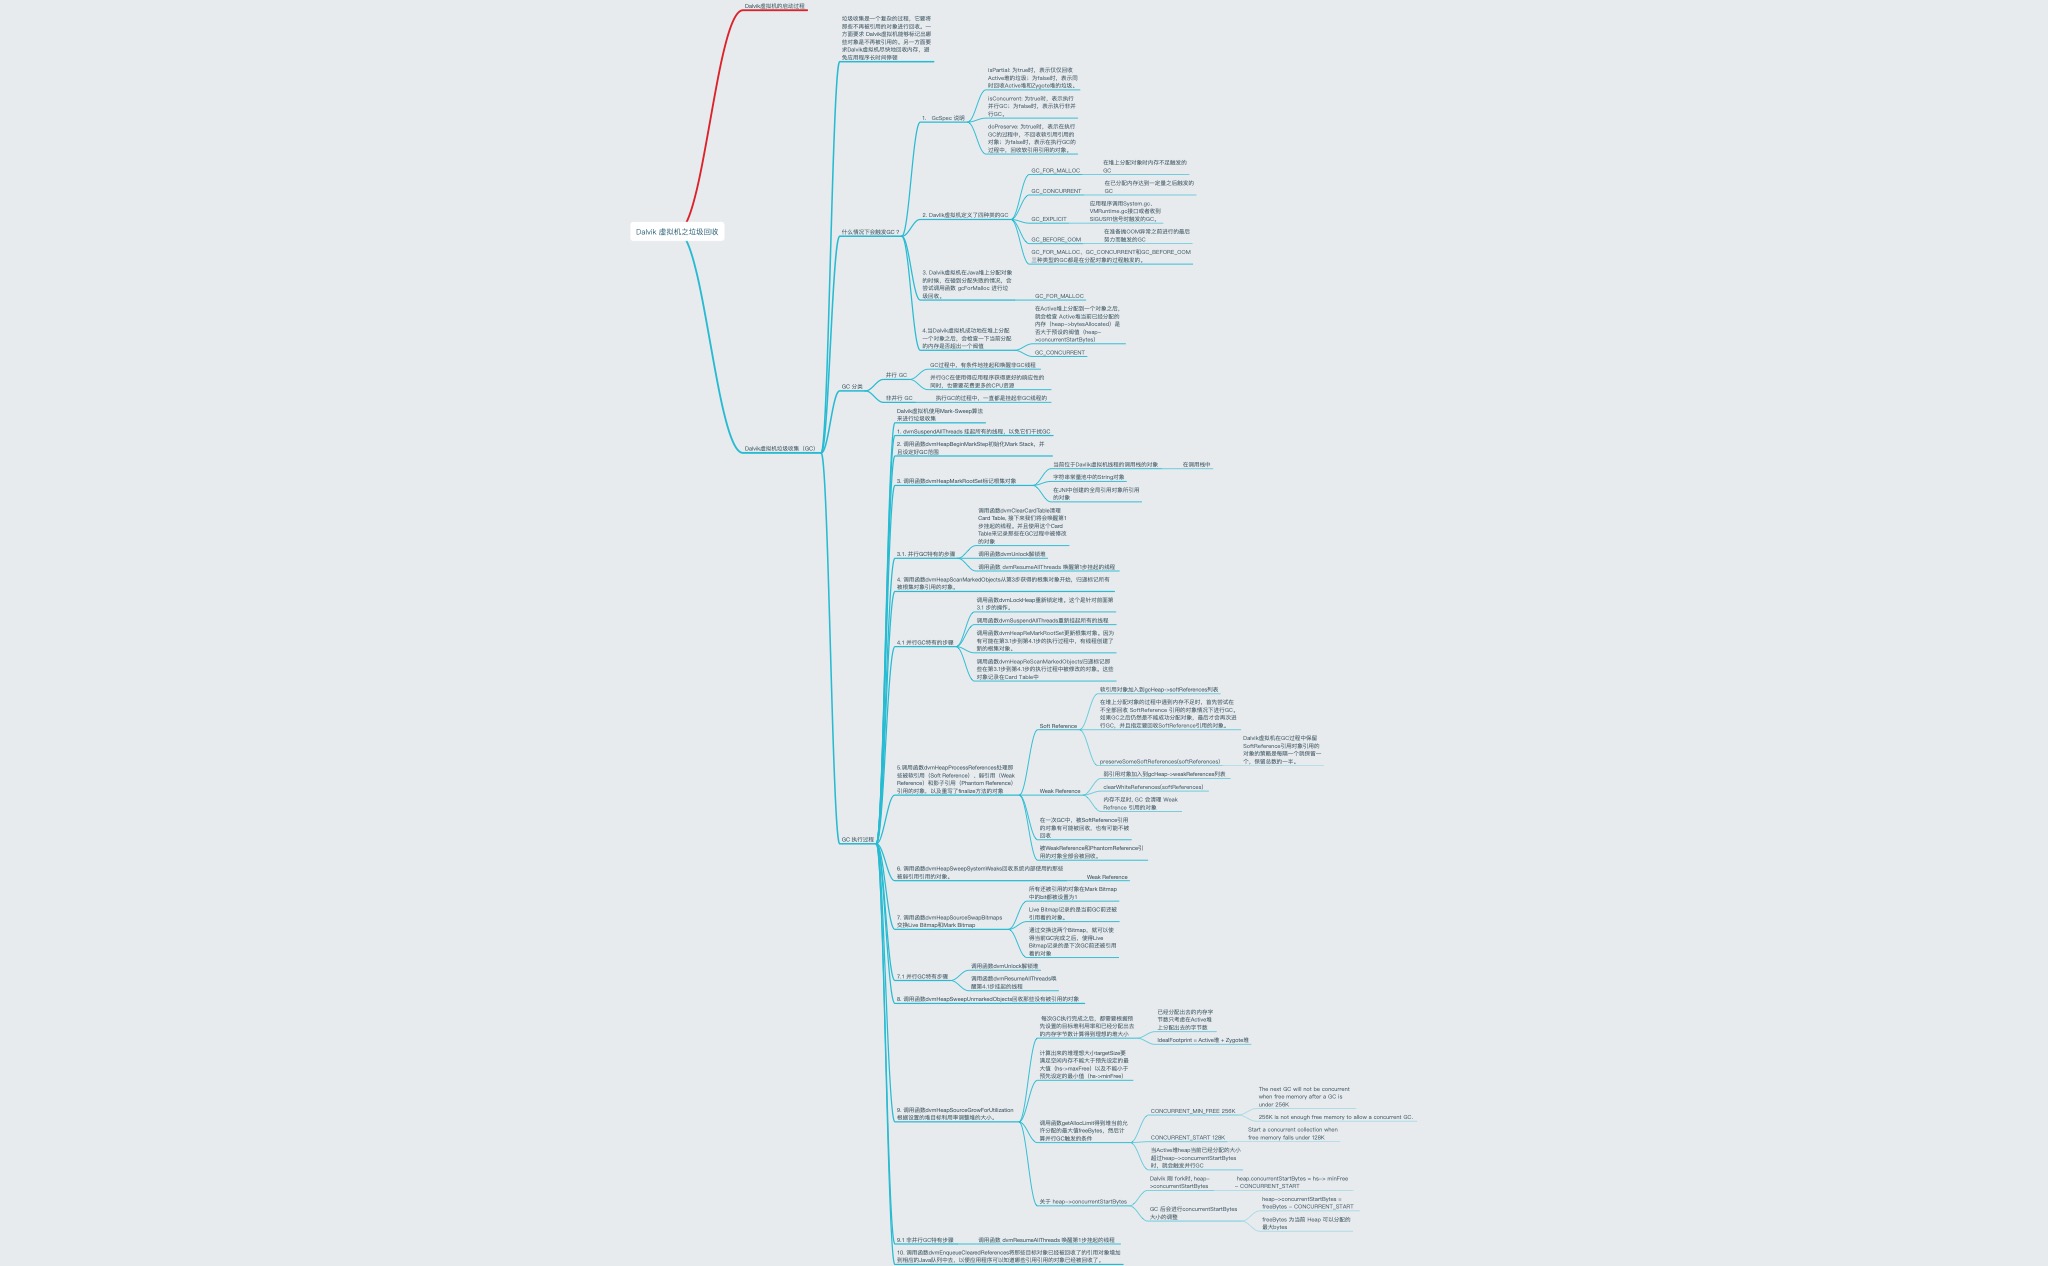 Dalvik 虚拟机之垃圾回收
Dalvik虚拟机的启动过程
Dalvik虚拟机垃圾收集（GC）
垃圾收集是一个复杂的过程，它要将
那些不再被引用的对象进行回收。一
方面要求 Dalvik虚拟机能够标记出哪
些对象是不再被引用的。另一方面要
求Dalvik虚拟机尽快地回收内存，避
免应用程序长时间停顿
什么情况下会触发GC？
1. GcSpec 说明
isPartial: 为true时，表示仅仅回收
Active堆的垃圾；为false时，表示同
时回收Active堆和Zygote堆的垃圾。
isConcurrent: 为true时，表示执行
并行GC；为false时，表示执行非并
行GC。
doPreserve: 为true时，表示在执行
GC的过程中，不回收软引用引用的
对象；为false时，表示在执行GC的
过程中，回收软引用引用的对象。
2. Davlik虚拟机定义了四种类的GC
GC_FOR_MALLOC
在堆上分配对象时内存不足触发的
GC
GC_CONCURRENT
在已分配内存达到一定量之后触发的
GC
GC_EXPLICIT
应用程序调用System.gc、
VMRuntime.gc接口或者收到
SIGUSR1信号时触发的GC。
GC_BEFORE_OOM
在准备抛OOM异常之前进行的最后
努力而触发的GC
GC_FOR_MALLOC、GC_CONCURRENT和GC_BEFORE_OOM
三种类型的GC都是在分配对象的过程触发的。
3. Dalvik虚拟机在Java堆上分配对象
的时候，在碰到分配失败的情况，会
尝试调用函数 gcForMalloc 进行垃
圾回收。
GC_FOR_MALLOC
4.当Dalvik虚拟机成功地在堆上分配
一个对象之后，会检查一下当前分配
的内存是否超出一个阀值
在Active堆上分配到一个对象之后，
就会检查 Active堆当前已经分配的
内存（heap->bytesAllocated）是
否大于预设的阀值（heap-
>concurrentStartBytes）
GC_CONCURRENT
GC 分类
并行 GC
GC过程中，有条件地挂起和唤醒非GC线程
并行GC在使用得应用程序获得更好的响应性的
同时，也需要花费更多的CPU资源
非并行 GC
执行GC的过程中，一直都是挂起非GC线程的
GC 执行过程
Dalvik虚拟机使用Mark-Sweep算法
来进行垃圾收集
1. dvmSuspendAllThreads 挂起所有的线程，以免它们干扰GC
2. 调用函数dvmHeapBeginMarkStep初始化Mark Stack，并
且设定好GC范围
3. 调用函数dvmHeapMarkRootSet标记根集对象
当前位于Davlik虚拟机线程的调用栈的对象
在调用栈中
字符串常量池中的String对象
在JNI中创建的全局引用对象所引用
的对象
3.1. 并行GC特有的步骤
调用函数dvmClearCardTable清理
Card Table, 接下来我们将会唤醒第1
步挂起的线程。并且使用这个Card
Table来记录那些在GC过程中被修改
的对象
调用函数dvmUnlock解锁堆
调用函数 dvmResumeAllThreads 唤醒第1步挂起的线程
4. 调用函数dvmHeapScanMarkedObjects从第3步获得的根集对象开始，归递标记所有
被根集对象引用的对象。
4.1 并行GC特有的步骤
调用函数dvmLockHeap重新锁定堆。这个是针对前面第
3.1 步的操作。
调用函数dvmSuspendAllThreads重新挂起所有的线程
调用函数dvmHeapReMarkRootSet更新根集对象。因为
有可能在第3.1步到第4.1步的执行过程中，有线程创建了
新的根集对象。
调用函数dvmHeapReScanMarkedObjects归递标记那
些在第3.1步到第4.1步的执行过程中被修改的对象。这些
对象记录在Card Table中
5.调用函数dvmHeapProcessReferences处理那
些被软引用（Soft Reference）、弱引用（Weak
Reference）和影子引用（Phantom Reference）
引用的对象，以及重写了finalize方法的对象
Soft Reference
软引用对象加入到gcHeap->softReferences列表
在堆上分配对象的过程中遇到内存不足时，首先尝试在
不全部回收 SoftReference 引用的对象情况下进行GC。
如果GC之后仍然是不能成功分配对象，最后才会再次进
行GC，并且指定要回收SoftReference引用的对象。
preserveSomeSoftReferences(softReferences)
Dalvik虚拟机在GC过程中保留
SoftReference引用对象引用的
对象的策略是每隔一个就保留一
个，保留总数的一半。
Weak Reference
弱引用对象加入到gcHeap->weakReferences列表
clearWhiteReferences(softReferences)
内存不足时, GC 会清理 Weak
Refrence 引用的对象
在一次GC中，被SoftReference引用
的对象有可能被回收，也有可能不被
回收
被WeakReference和PhantomReference引
用的对象全部会被回收。
6. 调用函数dvmHeapSweepSystemWeaks回收系统内部使用的那些
被弱引用引用的对象。
Weak Reference
7. 调用函数dvmHeapSourceSwapBitmaps
交换Live Bitmap和Mark Bitmap
所有还被引用的对象在Mark Bitmap
中的bit都被设置为1
Live Bitmap记录的是当前GC前还被
引用着的对象。
通过交换这两个Bitmap，就可以使
得当前GC完成之后，使得Live
Bitmap记录的是下次GC前还被引用
着的对象
7.1 并行GC特有步骤
调用函数dvmUnlock解锁堆
调用函数dvmResumeAllThreads唤
醒第4.1步挂起的线程
8. 调用函数dvmHeapSweepUnmarkedObjects回收那些没有被引用的对象
9. 调用函数dvmHeapSourceGrowForUtilization
根据设置的堆目标利用率调整堆的大小。
每次GC执行完成之后，都需要根据预
先设置的目标堆利用率和已经分配出去
的内存字节数计算得到理想的堆大小
已经分配出去的内存字
节数只考虑在Active堆
上分配出去的字节数
IdealFootprint = Active堆 + Zygote堆
计算出来的堆理想大小targetSize要
满足空闲内存不能大于预先设定的最
大值（hs->maxFree）以及不能小于
预先设定的最小值（hs->minFree）
调用函数getAllocLimit得到堆当前允
许分配的最大值freeBytes，然后计
算并行GC触发的条件
CONCURRENT_MIN_FREE 256K
The next GC will not be concurrent
when free memory after a GC is
under 256K
256K is not enough free memory to allow a concurrent GC.
CONCURRENT_START 128K
Start a concurrent collection when
free memory falls under 128K
当Active堆heap当前已经分配的大小
超过heap->concurrentStartBytes
时，就会触发并行GC
关于 heap->concurrentStartBytes
Dalvik 刚 fork时, heap-
>concurrentStartBytes
heap.concurrentStartBytes = hs-> minFree
- CONCURRENT_START
GC 后会进行concurrentStartBytes
大小的调整
heap->concurrentStartBytes =
freeBytes - CONCURRENT_START
freeBytes 为当前 Heap 可以分配的
最大bytes
9.1 非并行GC特有步骤
调用函数 dvmResumeAllThreads 唤醒第1步挂起的线程
10. 调用函数dvmEnqueueClearedReferences将那些目标对象已经被回收了的引用对象增加
到相应的Java队列中去，以便应用程序可以知道哪些引用引用的对象已经被回收了。